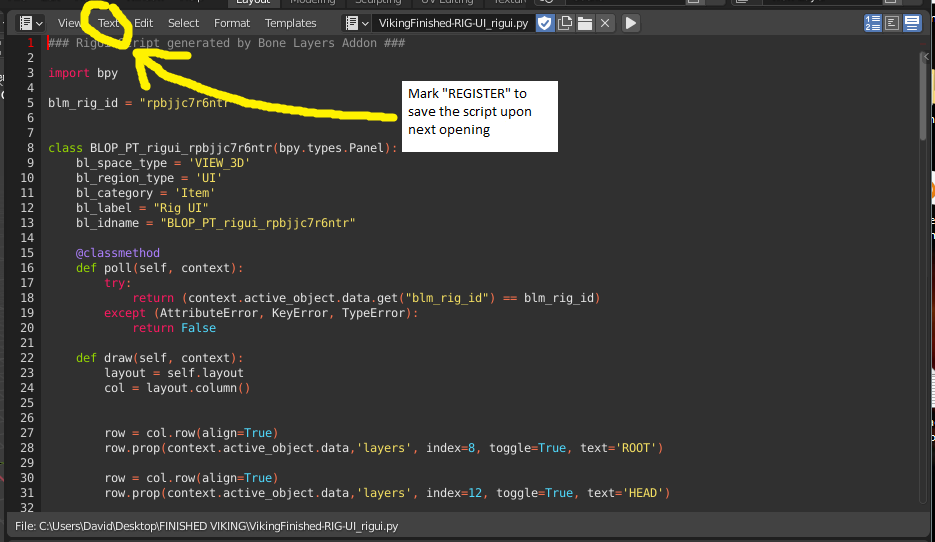 Layout
Modeling
Scripting
View Text Edit Select Format Templates VikingFinished-RIG-UI_rigui.py
1 ### Rigui Script generated by Bone Layers Addon ###
2
3 import bpy
4
5 blm_rig_id = "rpbjjc7r6ntr"
6
7
8 class BLOP_PT_rigui_rpbjjc7r6ntr(bpy.types.Panel):
9 bl_space_type = 'VIEW_3D'
10 bl_region_type = 'UI'
11 bl_category = 'Item'
12 bl_label = "Rig UI"
13 bl_idname = "BLOP_PT_rigui_rpbjjc7r6ntr"
14
15 @classmethod
16 def poll(self, context):
17 try:
18 return (context.active_object.data.get("blm_rig_id") == blm_rig_id)
19 except (AttributeError, KeyError, TypeError):
20 return False
21
22 def draw(self, context):
23 layout = self.layout
24 col = layout.column()
25
26
27 row = col.row(align=True)
28 row.prop(context.active_object.data,'layers', index=8, toggle=True, text='ROOT')
29
30 row = col.row(align=True)
31 row.prop(context.active_object.data,'layers', index=12, toggle=True, text='HEAD')
32
Mark "REGISTER" to
save the script upon
next opening
File: C:\Users\David\Desktop\FINISHED VIKING\VikingFinished-RIG-UI_rigui.py